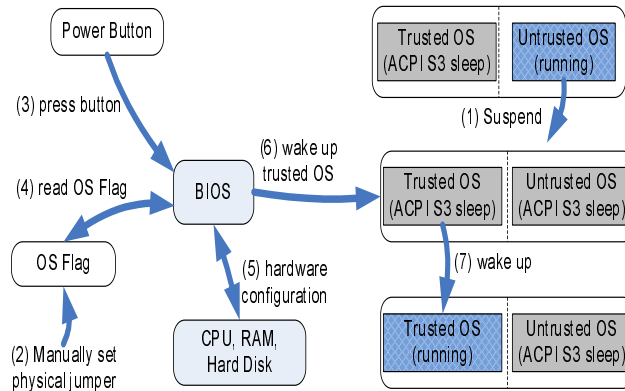 Power Button
Trusted OS
(ACPI S3 sleep)
Untrusted OS
(running)
(3) press button
(1) Suspend
(6) wake up
trusted OS
(4) read OS Flag
BIOS
Trusted OS
(ACPI S3 sleep)
Untrusted OS
(ACPI S3 sleep)
OS Flag
(5) hardware
configuration
(7) wake up
(2) Manually set
physical jumper
CPU, RAM,
Hard Disk
Trusted OS
(running)
Untrusted OS
(ACPI S3 sleep)